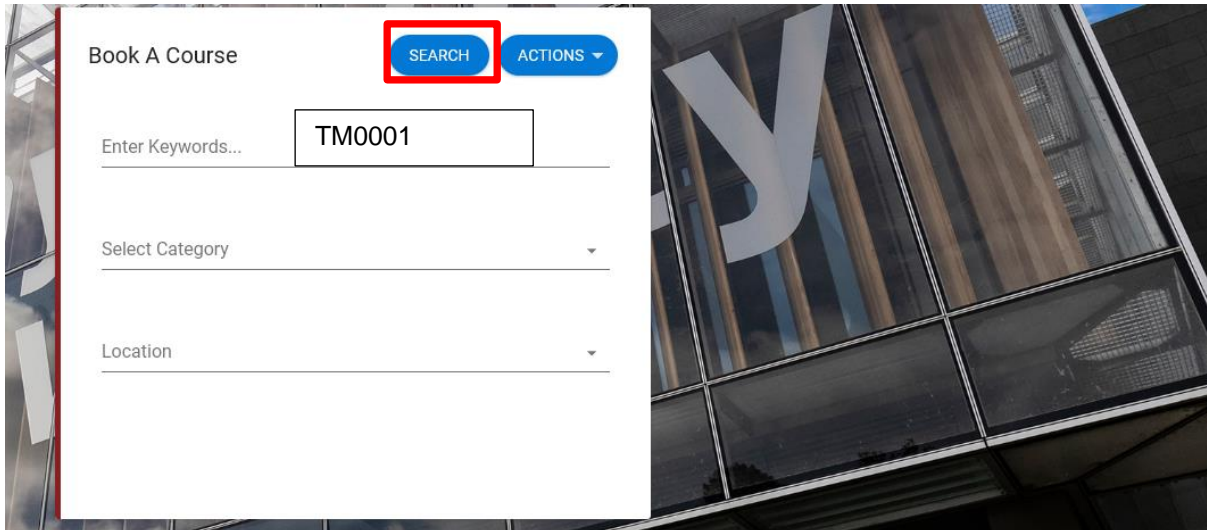 Book A Course
SEARCH
ACTIONS
Enter Keywords...
TM0001
Select Category
Location
y